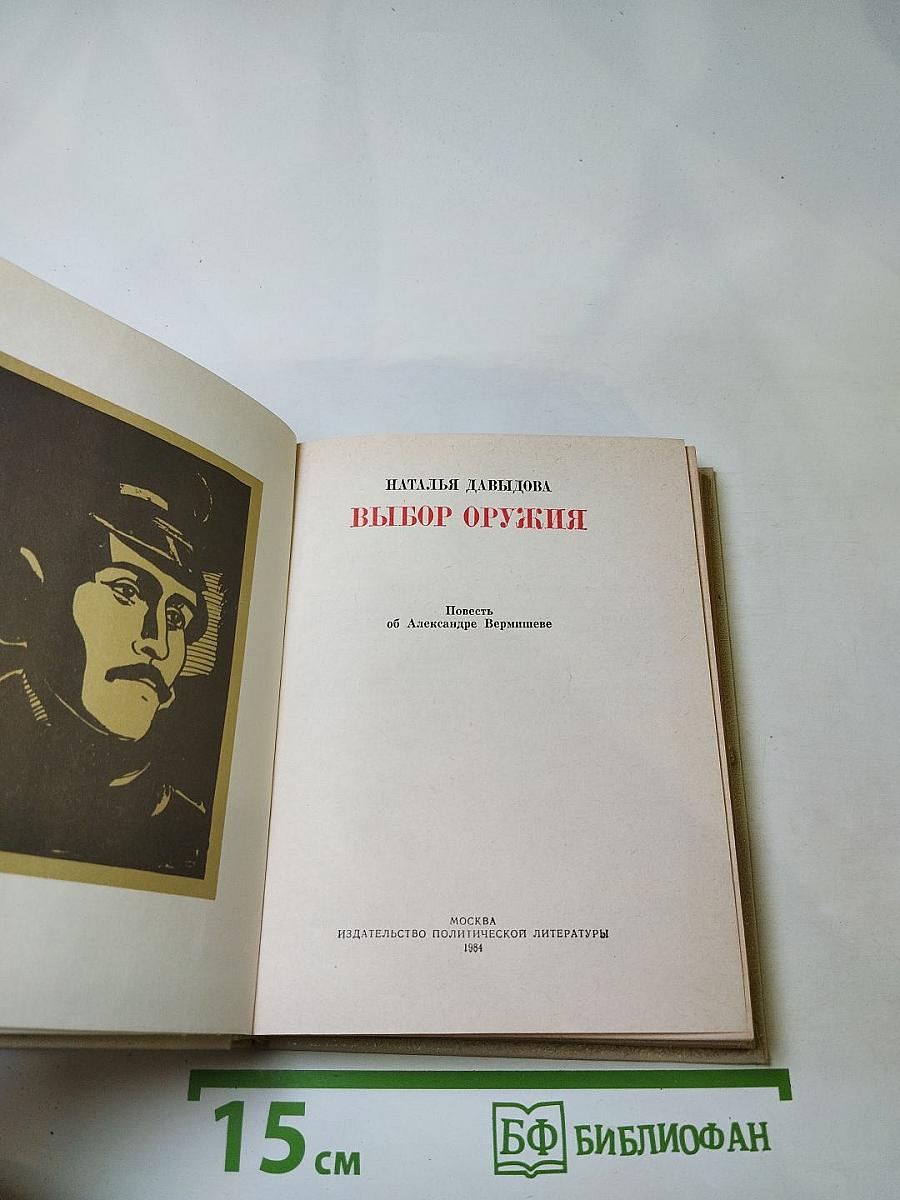 НАТАЛЬЯ ДАВЫДОВА
ВЫБОР ОРУЖИЯ
Повесть
об Александре Вермишеве
МОСКВА
ИЗДАТЕЛЬСТВО ПОЛИТИЧЕСКОЙ ЛИТЕРАТУРЫ
1984
15 см
БФ БИБЛИОФАН